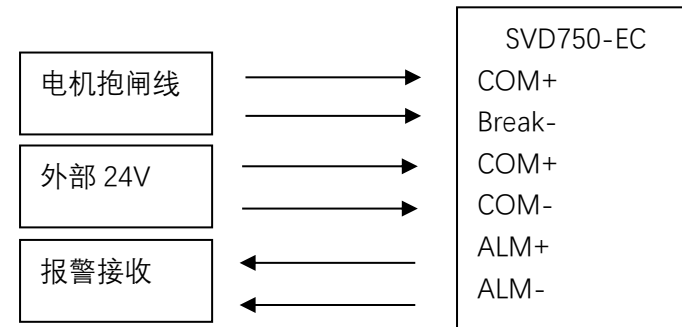 SVD750-EC
电机抱闸线
COM+
Break-
外部 24V
COM+
COM-
报警接收
ALM+
ALM-